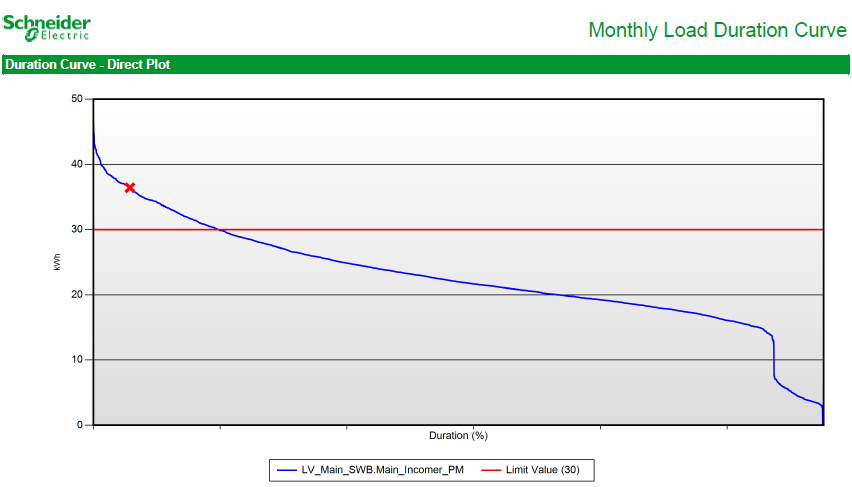 Schneider
Electric
Monthly Load Duration Curve
Duration Curve - Direct Plot
50
40
30
20
10
0
kWh
Duration (%)
LV_Main_SWB.Main_Incomer_PM
Limit Value (30)